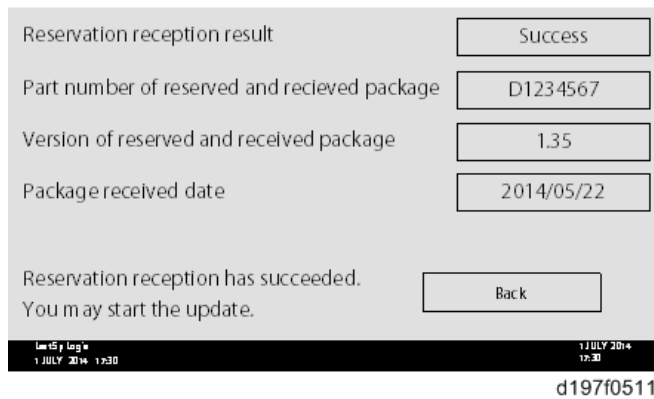 Reservation reception result Success
Part number of reserved and recieved package D1234567
Version of reserved and received package 1.35
Package received date 2014/05/22
Reservation reception has succeeded.
You may start the update.
Back
1 JULY 2014 17:30
1 JULY 2014
17:30
d197f0511